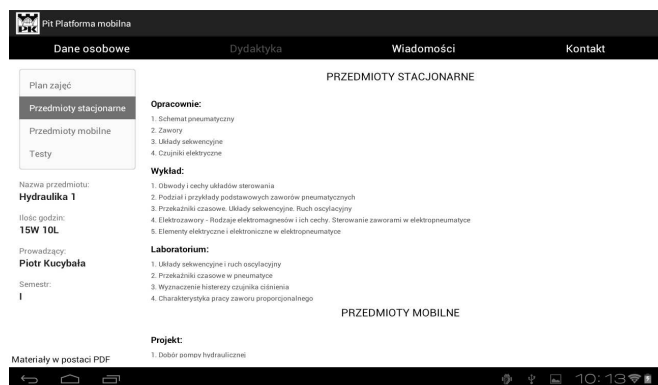 PK
Pit Platforma mobilna
Dane osobowe
Dydaktyka
Wiadomości
Kontakt
Plan zajęć
Przedmioty stacjonarne
Przedmioty mobilne
Testy
Nazwa przedmiotu:
Hydraulika 1
Ilośc godzin:
15W 10L
Prowadzący:
Piotr Kucybała
Semestr:
I
Materiały w postaci PDF
PRZEDMIOTY STACJONARNE
Opracownie:
1. Schemat pneumatyczny
2. Zawory
3. Układy sekwencyjne
4. Czujniki elektryczne
Wykład:
1. Obwody i cechy układów sterowania
2. Podział i przykłady podstawowych zaworów pneumatycznych
3. Przekaźniki czasowe. Układy sekwencyjne. Ruch oscylacyjny
4. Elektrozawory - Rodzaje elektromagnesów i ich cechy. Sterowanie zaworami w elektropneumatyce
5. Elementy elektryczne i elektroniczne w elektropneumatyce
Laboratorium:
1. Układy sekwencyjne i ruch oscylacyjny
2. Przekaźniki czasowe w pneumatyce
3. Wyznaczenie histerezy czujnika ciśnienia
4. Charakterystyka pracy zaworu proporcjonalnego
PRZEDMIOTY MOBILNE
Projekt:
1. Dobór pompy hydraulicznej
10:13